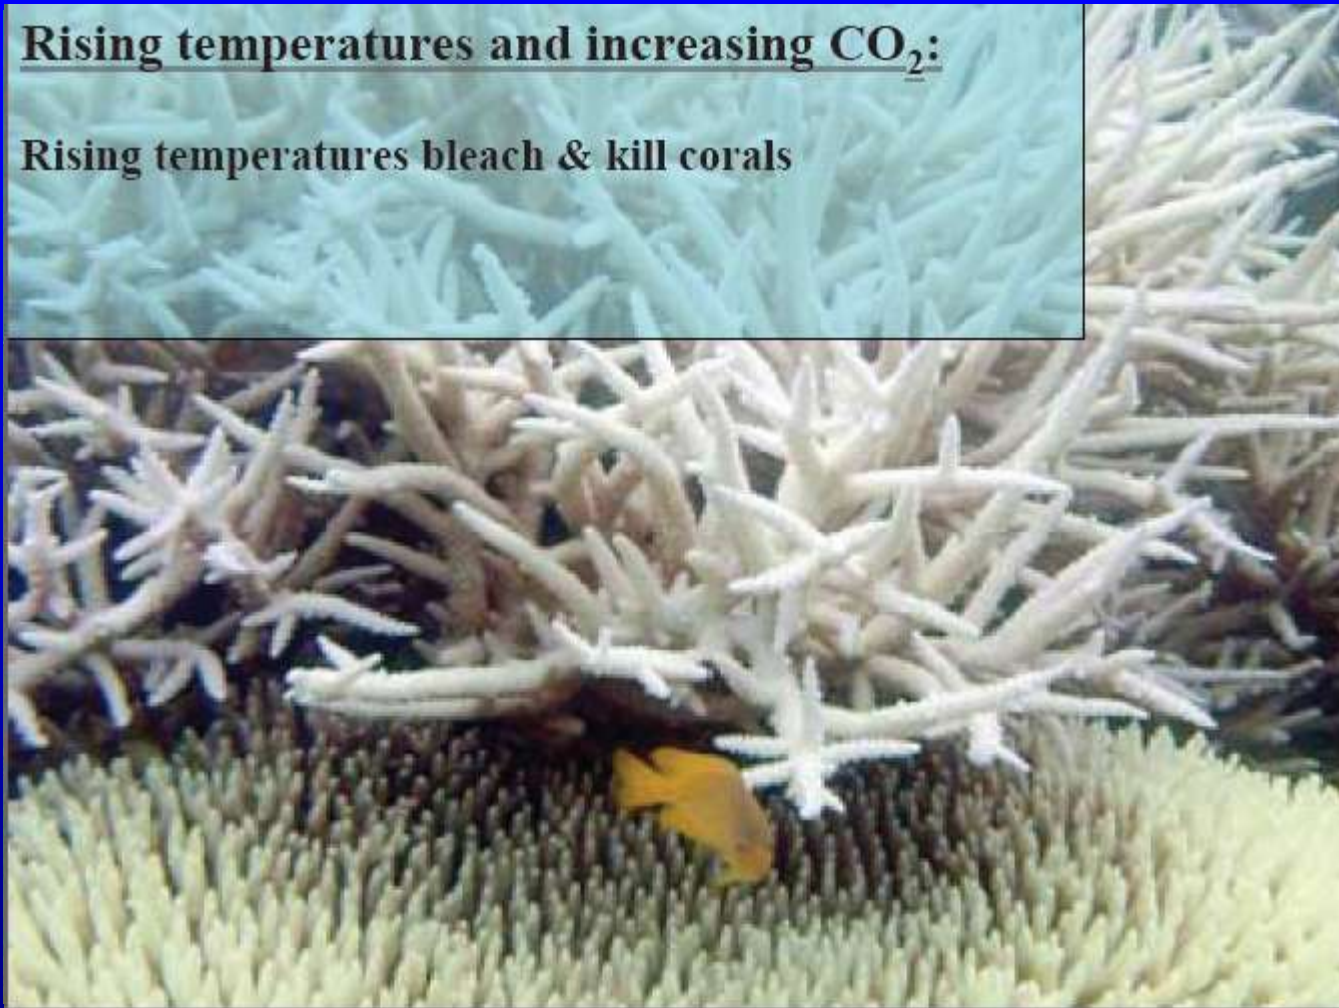 Rising temperatures and increasing CO₂:
Rising temperatures bleach & kill corals